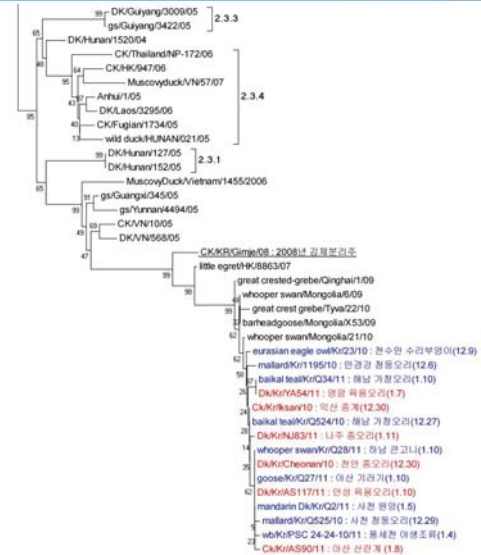 DK/Guiyang/3009/05
gs/Guiyang/3422/05
2.3.3
DK/Hunan/1520/04
CK/Thailand/NP-172/06
CK/HK/947/06
Muscovyduck/VN/57/07
Anhui/1/05
DK/Laos/3295/06
CK/Fugian/1734/05
wild duck/HUNAN/021/05
2.3.4
DK/Hunan/127/05
DK/Hunan/152/05
2.3.1
MuscovyDuck/Vietnam/1455/2006
gs/Guangxi/345/05
gs/Yunnan/4494/05
CK/VN/10/05
DK/VN/568/05
CK/KR/Gimje/08 : 2008년 김제분리주
little egret/HK/8863/07
great crested-grebe/Qinghai/1/09
whooper swan/Mongolia/6/09
great crest grebe/Tyva/22/10
barheadgoose/Mongolia/X53/09
whooper swan/Mongolia/21/10
eurasian eagle owl/Kr/23/10 : 천수만 수리부엉이(12.9)
mallard/Kr/1195/10 : 만경강 청둥오리(12.6)
baikal teal/Kr/Q34/11 : 해남 가창오리(1.10)
Dk/Kr/YA54/11 : 영암 육용오리(1.7)
Ck/Kr/Iksan/10 : 익산 종계(12.30)
baikal teal/Kr/Q524/10 : 해남 가창오리(12.27)
Dk/Kr/NJ83/11 : 나주 종오리(1.11)
whooper swan/Kr/Q28/11 : 하남 큰고니(1.10)
Dk/Kr/Cheonan/10 : 천안 종오리(12.30)
goose/Kr/Q27/11 : 아산 기러기(1.10)
Dk/Kr/AS117/11 : 안성 육용오리(1.10)
mandarin Dk/Kr/Q2/11 : 사천 원앙(1.5)
mallard/Kr/Q525/10 : 사천 청둥오리(12.29)
wb/Kr/PSC 24-24-10/11 : 풍세천 야생조류(1.4)
Ck/Kr/AS90/11 : 아산 산란계 (1.8)